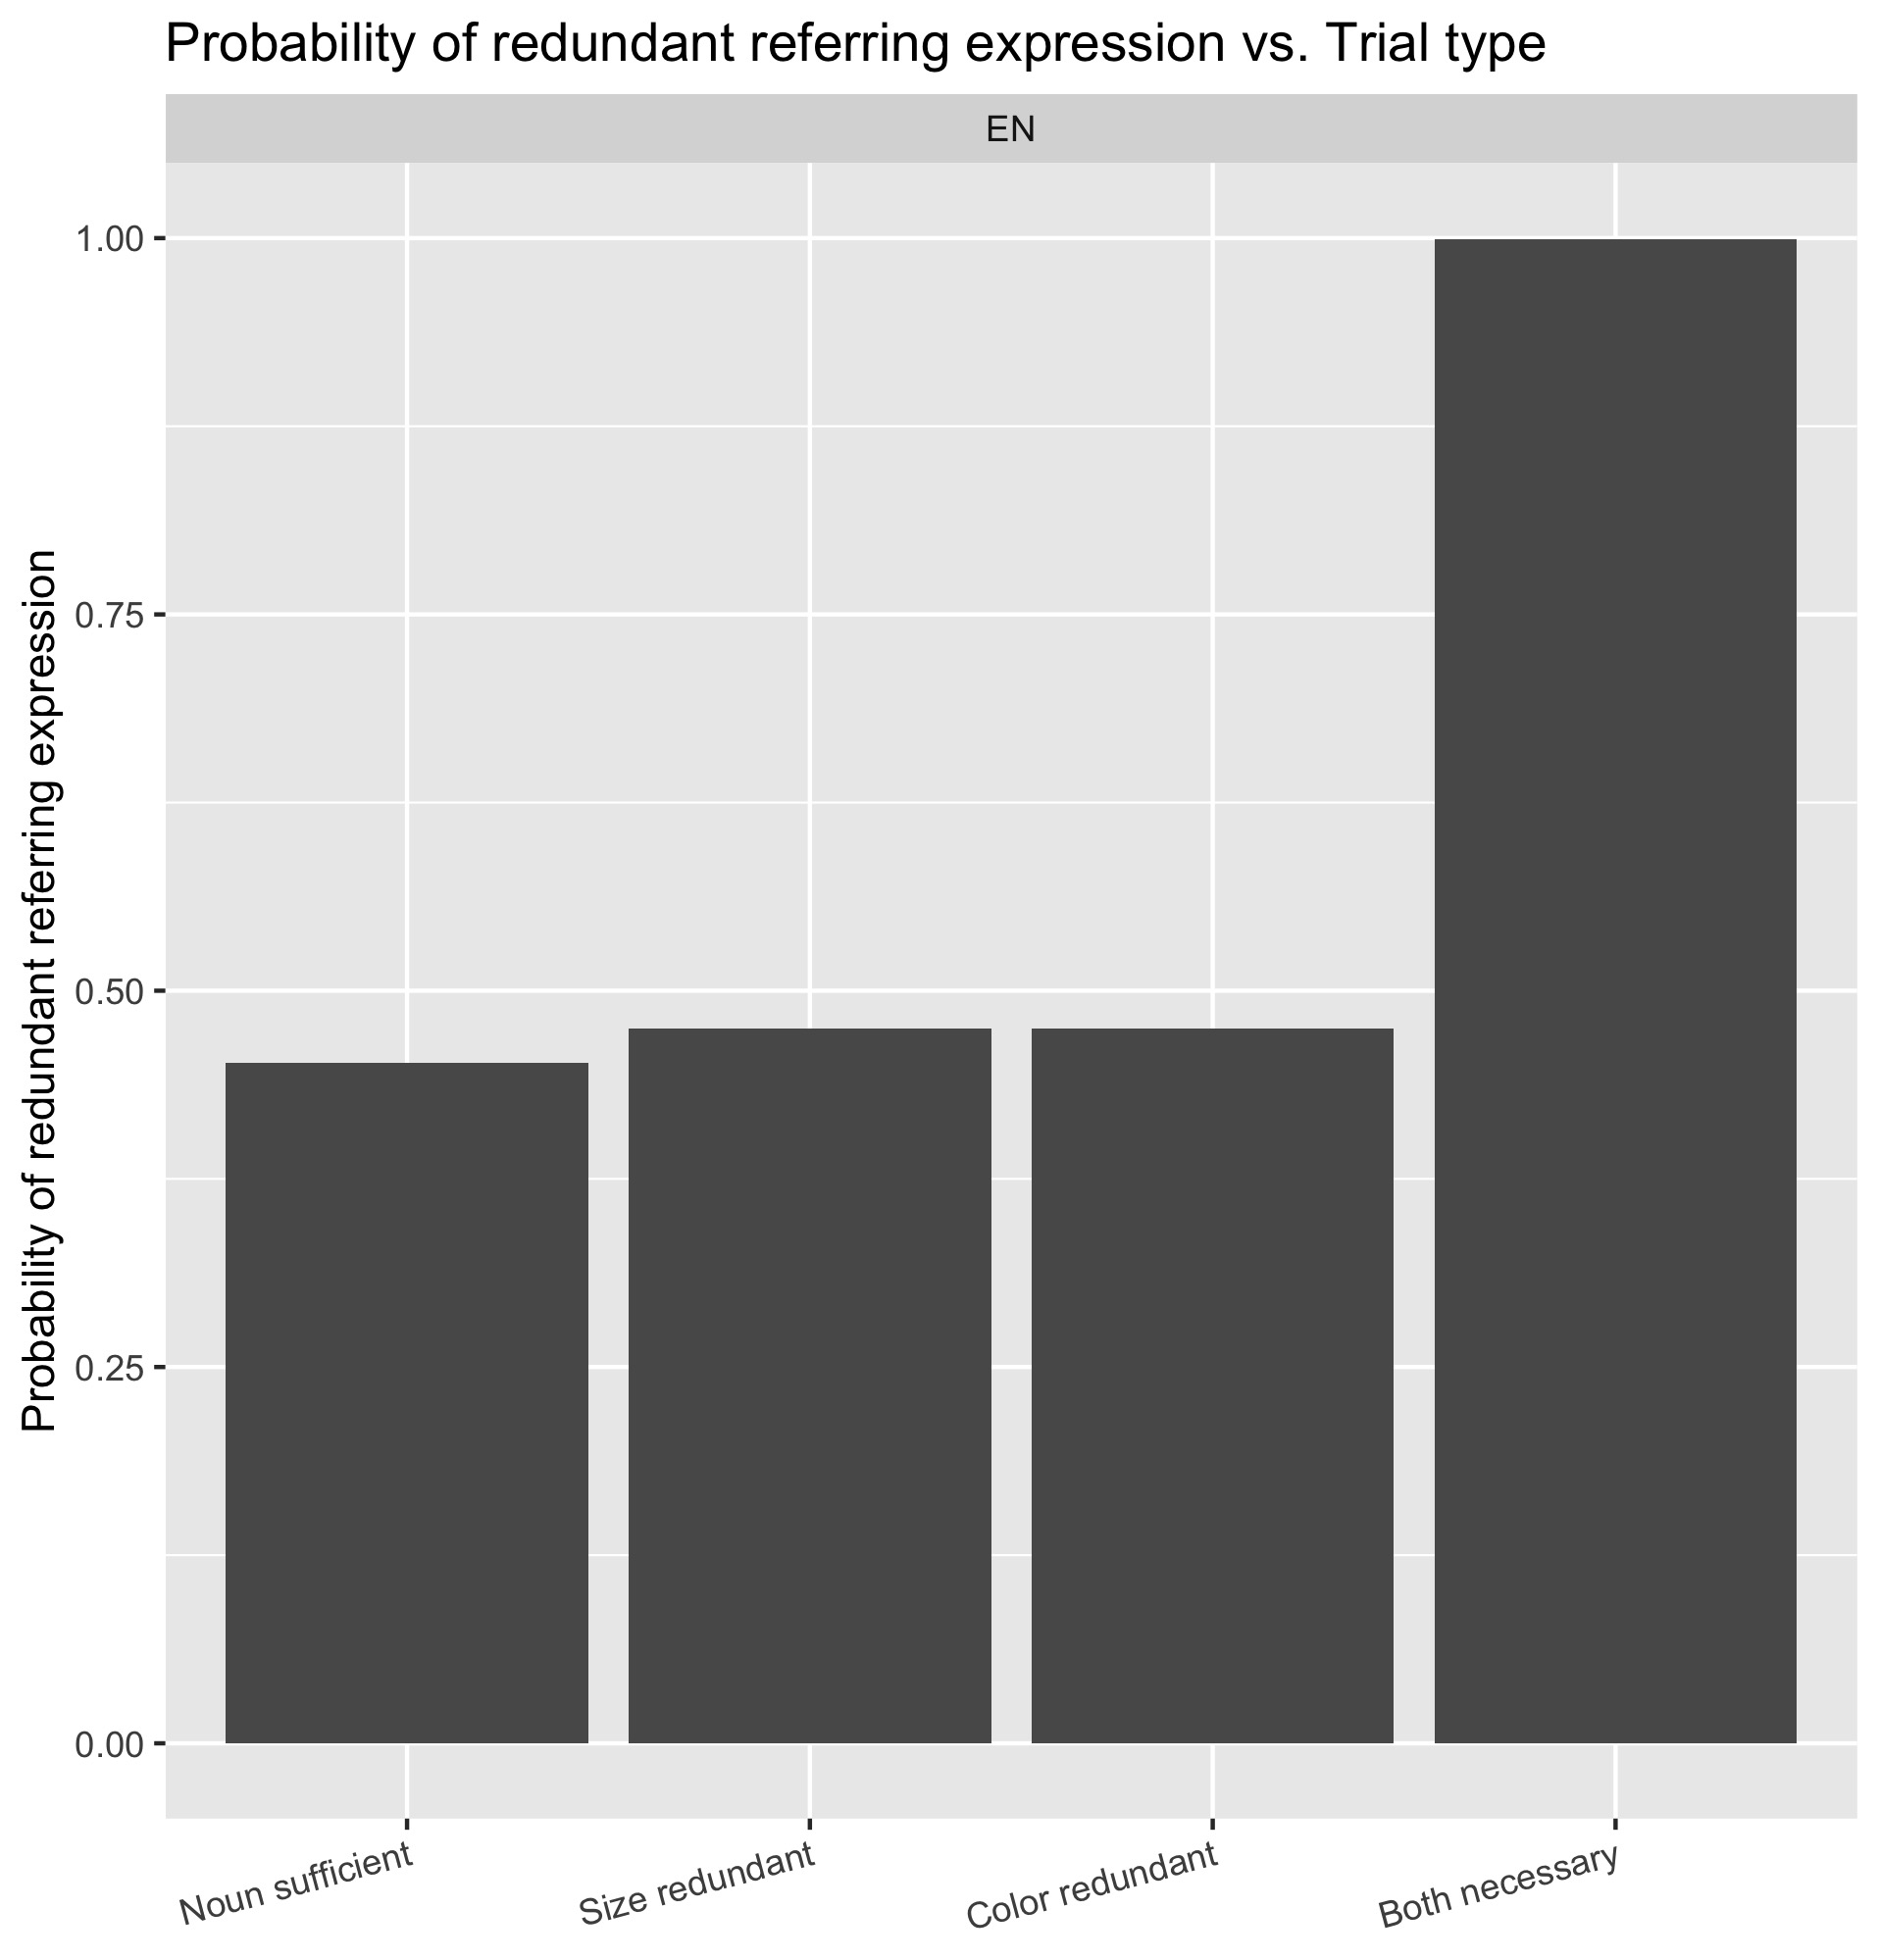 Probability of redundant referring expression vs. Trial type
EN
Probability of redundant referring expression
1.00
0.75
0.50
0.25
0.00
Noun sufficient
Size redundant
Color redundant
Both necessary